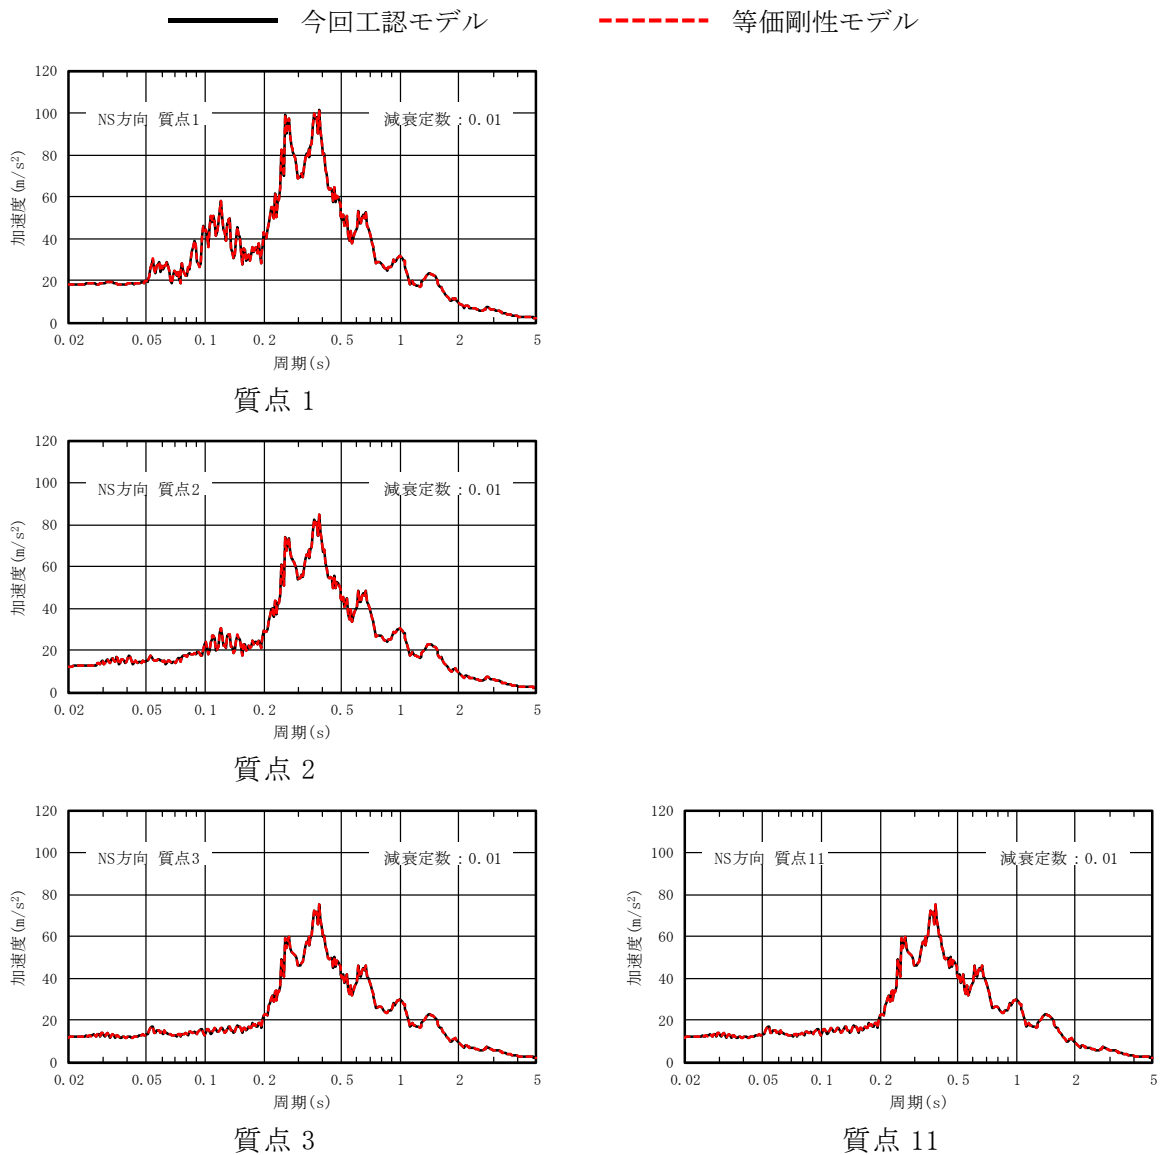 今回工認モデル 等価剛性モデル
120
100
80
60
40
20
0
加速度(m/s²)
NS方向 質点1 減衰定数:0.01
0.02 0.05 0.1 0.2 0.5 1 2 5
周期(s)
質点 1
120
100
80
60
40
20
0
加速度(m/s²)
NS方向 質点2 減衰定数:0.01
0.02 0.05 0.1 0.2 0.5 1 2 5
周期(s)
質点 2
120
100
80
60
40
20
0
加速度(m/s²)
NS方向 質点3 減衰定数:0.01
0.02 0.05 0.1 0.2 0.5 1 2 5
周期(s)
質点 3
120
100
80
60
40
20
0
加速度(m/s²)
NS方向 質点11 減衰定数:0.01
0.02 0.05 0.1 0.2 0.5 1 2 5
周期(s)
質点 11